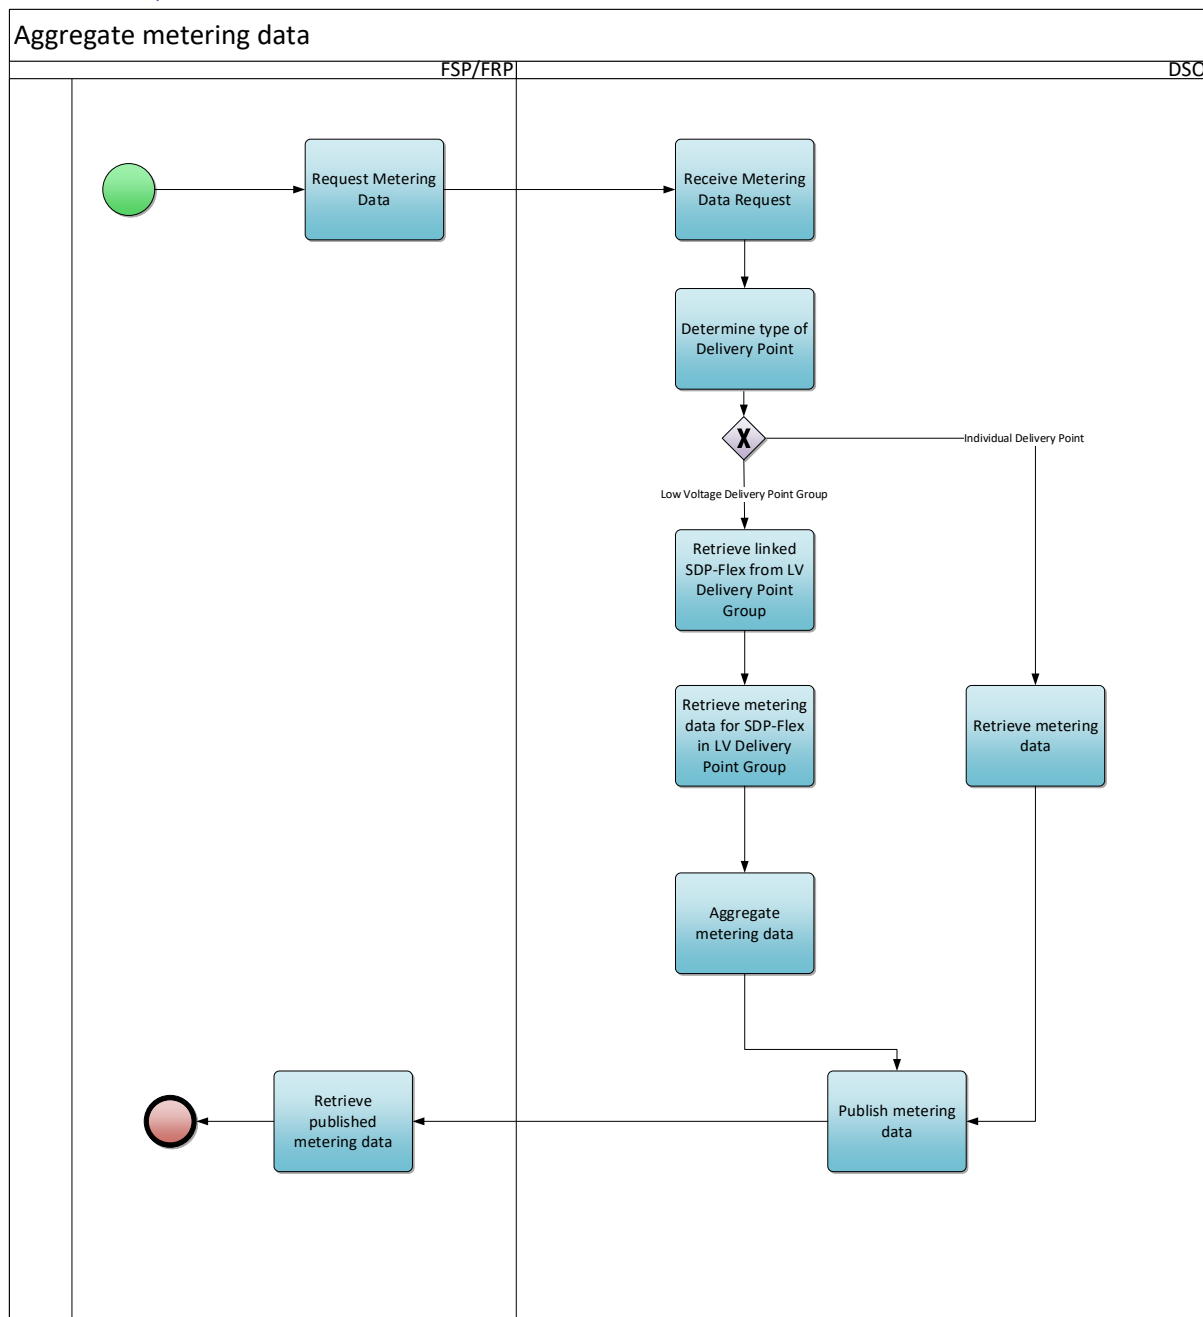 Aggregate metering data
FSP/FRP
DSO
Request Metering
Data
Receive Metering
Data Request
Determine type of
Delivery Point
X
Individual Delivery Point
Low Voltage Delivery Point Group
Retrieve linked
SDP-Flex from LV
Delivery Point
Group
Retrieve metering
data for SDP-Flex
in LV Delivery
Point Group
Retrieve metering
data
Aggregate
metering data
Retrieve
published
metering data
Publish metering
data